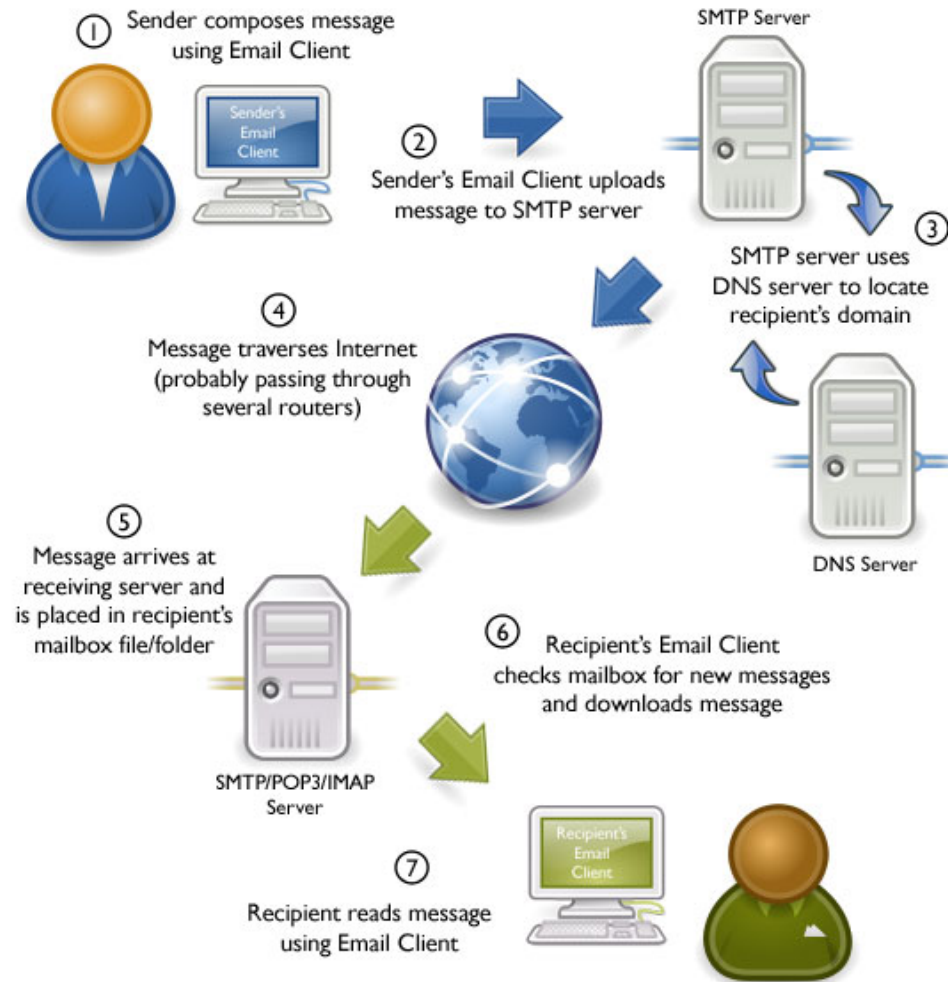 1
Sender composes message
using Email Client
Sender's
Email
Client
SMTP Server
2
Sender's Email Client uploads
message to SMTP server
3
SMTP server uses
DNS server to locate
recipient's domain
DNS Server
4
Message traverses Internet
(probably passing through
several routers)
5
Message arrives at
receiving server and
is placed in recipient's
mailbox file/folder
SMTP/POP3/IMAP
Server
6
Recipient's Email Client
checks mailbox for new messages
and downloads message
7
Recipient reads message
using Email Client
Recipient's
Email
Client